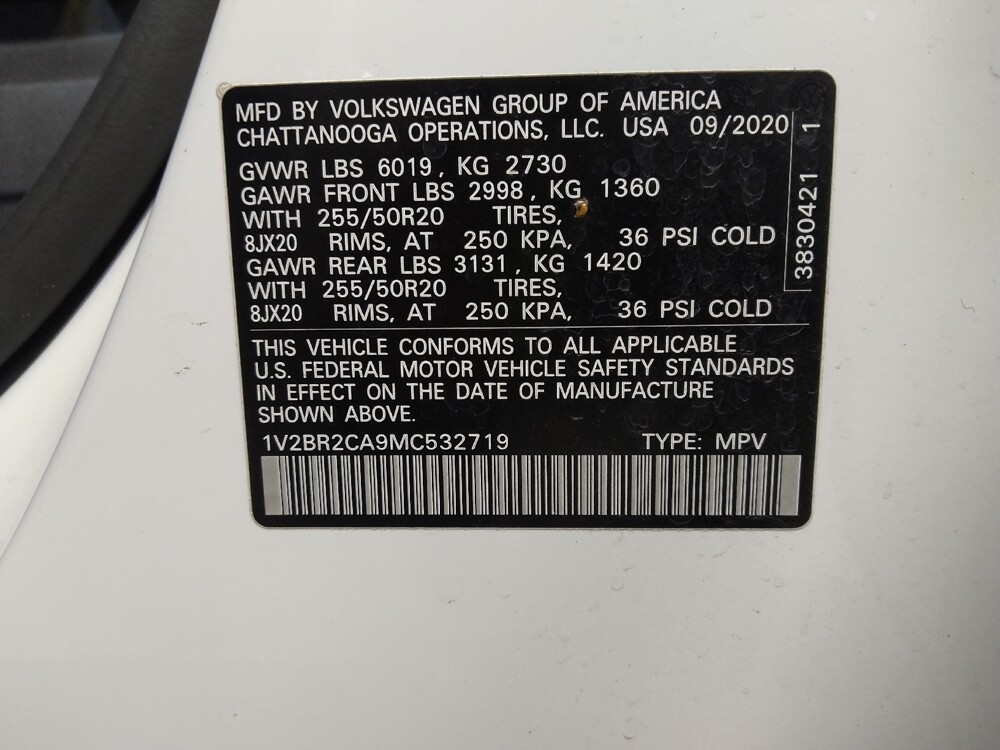 MFD BY VOLKSWAGEN GROUP OF AMERICA
CHATTANOOGA OPERATIONS, LLC. USA 09/2020
GVWR LBS 6019, KG 2730
GAWR FRONT LBS 2998, KG 1360
WITH 255/50R20 TIRES,
8JX20 RIMS, AT 250 KPA, 36 PSI COLD
GAWR REAR LBS 3131, KG 1420
WITH 255/50R20 TIRES,
8JX20 RIMS, AT 250 KPA, 36 PSI COLD
THIS VEHICLE CONFORMS TO ALL APPLICABLE
U.S. FEDERAL MOTOR VEHICLE SAFETY STANDARDS
IN EFFECT ON THE DATE OF MANUFACTURE
SHOWN ABOVE.
1V2BR2CA9MC532719 TYPE: MPV
3830421 1